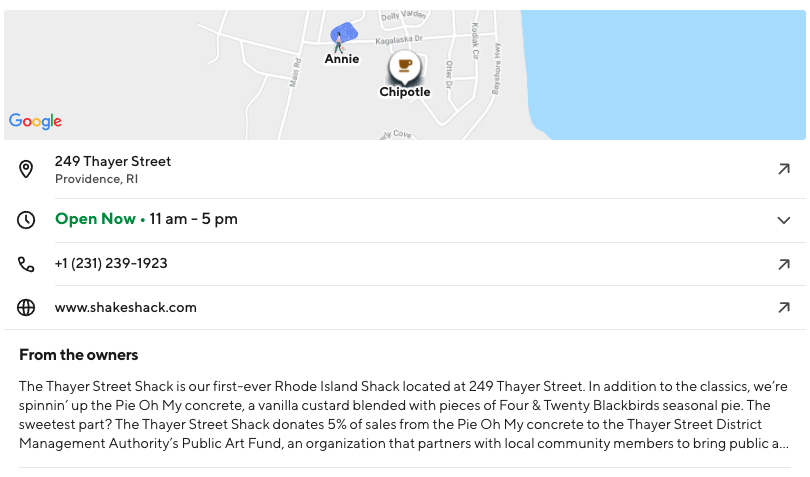 Dolly Varden
Kagalaska Dr
Main Rd
Annie
Kodiak Cir
Otter Dr
Bayshore Hwy
Chipotle
Google
Cove
249 Thayer Street
Providence, RI
Open Now • 11 am - 5 pm
+1 (231) 239-1923
www.shakeshack.com
From the owners
The Thayer Street Shack is our first-ever Rhode Island Shack located at 249 Thayer Street. In addition to the classics, we’re
spinnin’ up the Pie Oh My concrete, a vanilla custard blended with pieces of Four & Twenty Blackbirds seasonal pie. The
sweetest part? The Thayer Street Shack donates 5% of sales from the Pie Oh My concrete to the Thayer Street District
Management Authority’s Public Art Fund, an organization that partners with local community members to bring public a...